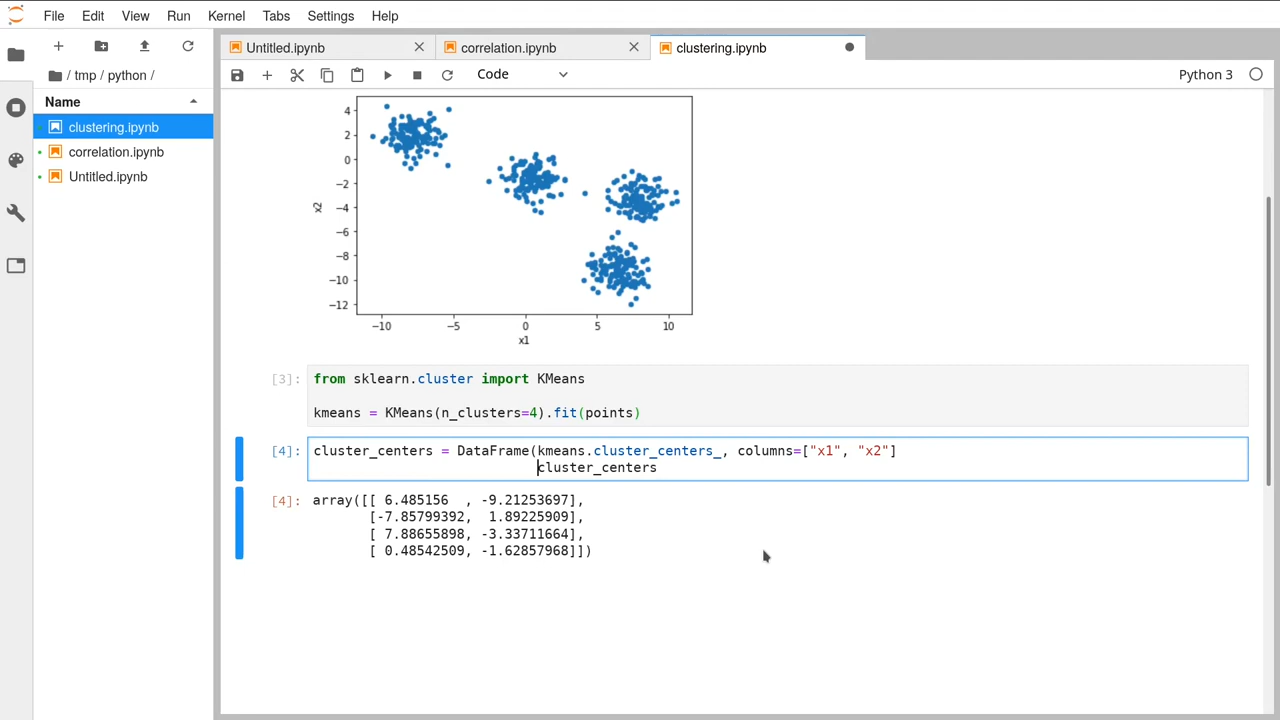 File Edit View Run Kernel Tabs Settings Help
/ tmp / python /
Name
clustering.ipynb
correlation.ipynb
Untitled.ipynb
Untitled.ipynb
correlation.ipynb
clustering.ipynb
Code
Python 3
4
2
0
−2
−4
−6
−8
−10
−12
x2
−10 −5 0 5 10
x1
[3]:
from sklearn.cluster import KMeans
kmeans = KMeans(n_clusters=4).fit(points)
[4]:
cluster_centers = DataFrame(kmeans.cluster_centers_, columns=["x1", "x2"]
cluster_centers
[4]:
array([[ 6.485156  , -9.21253697],
[-7.85799392,  1.89225909],
[ 7.88655898, -3.33711664],
[ 0.48542509, -1.62857968]])